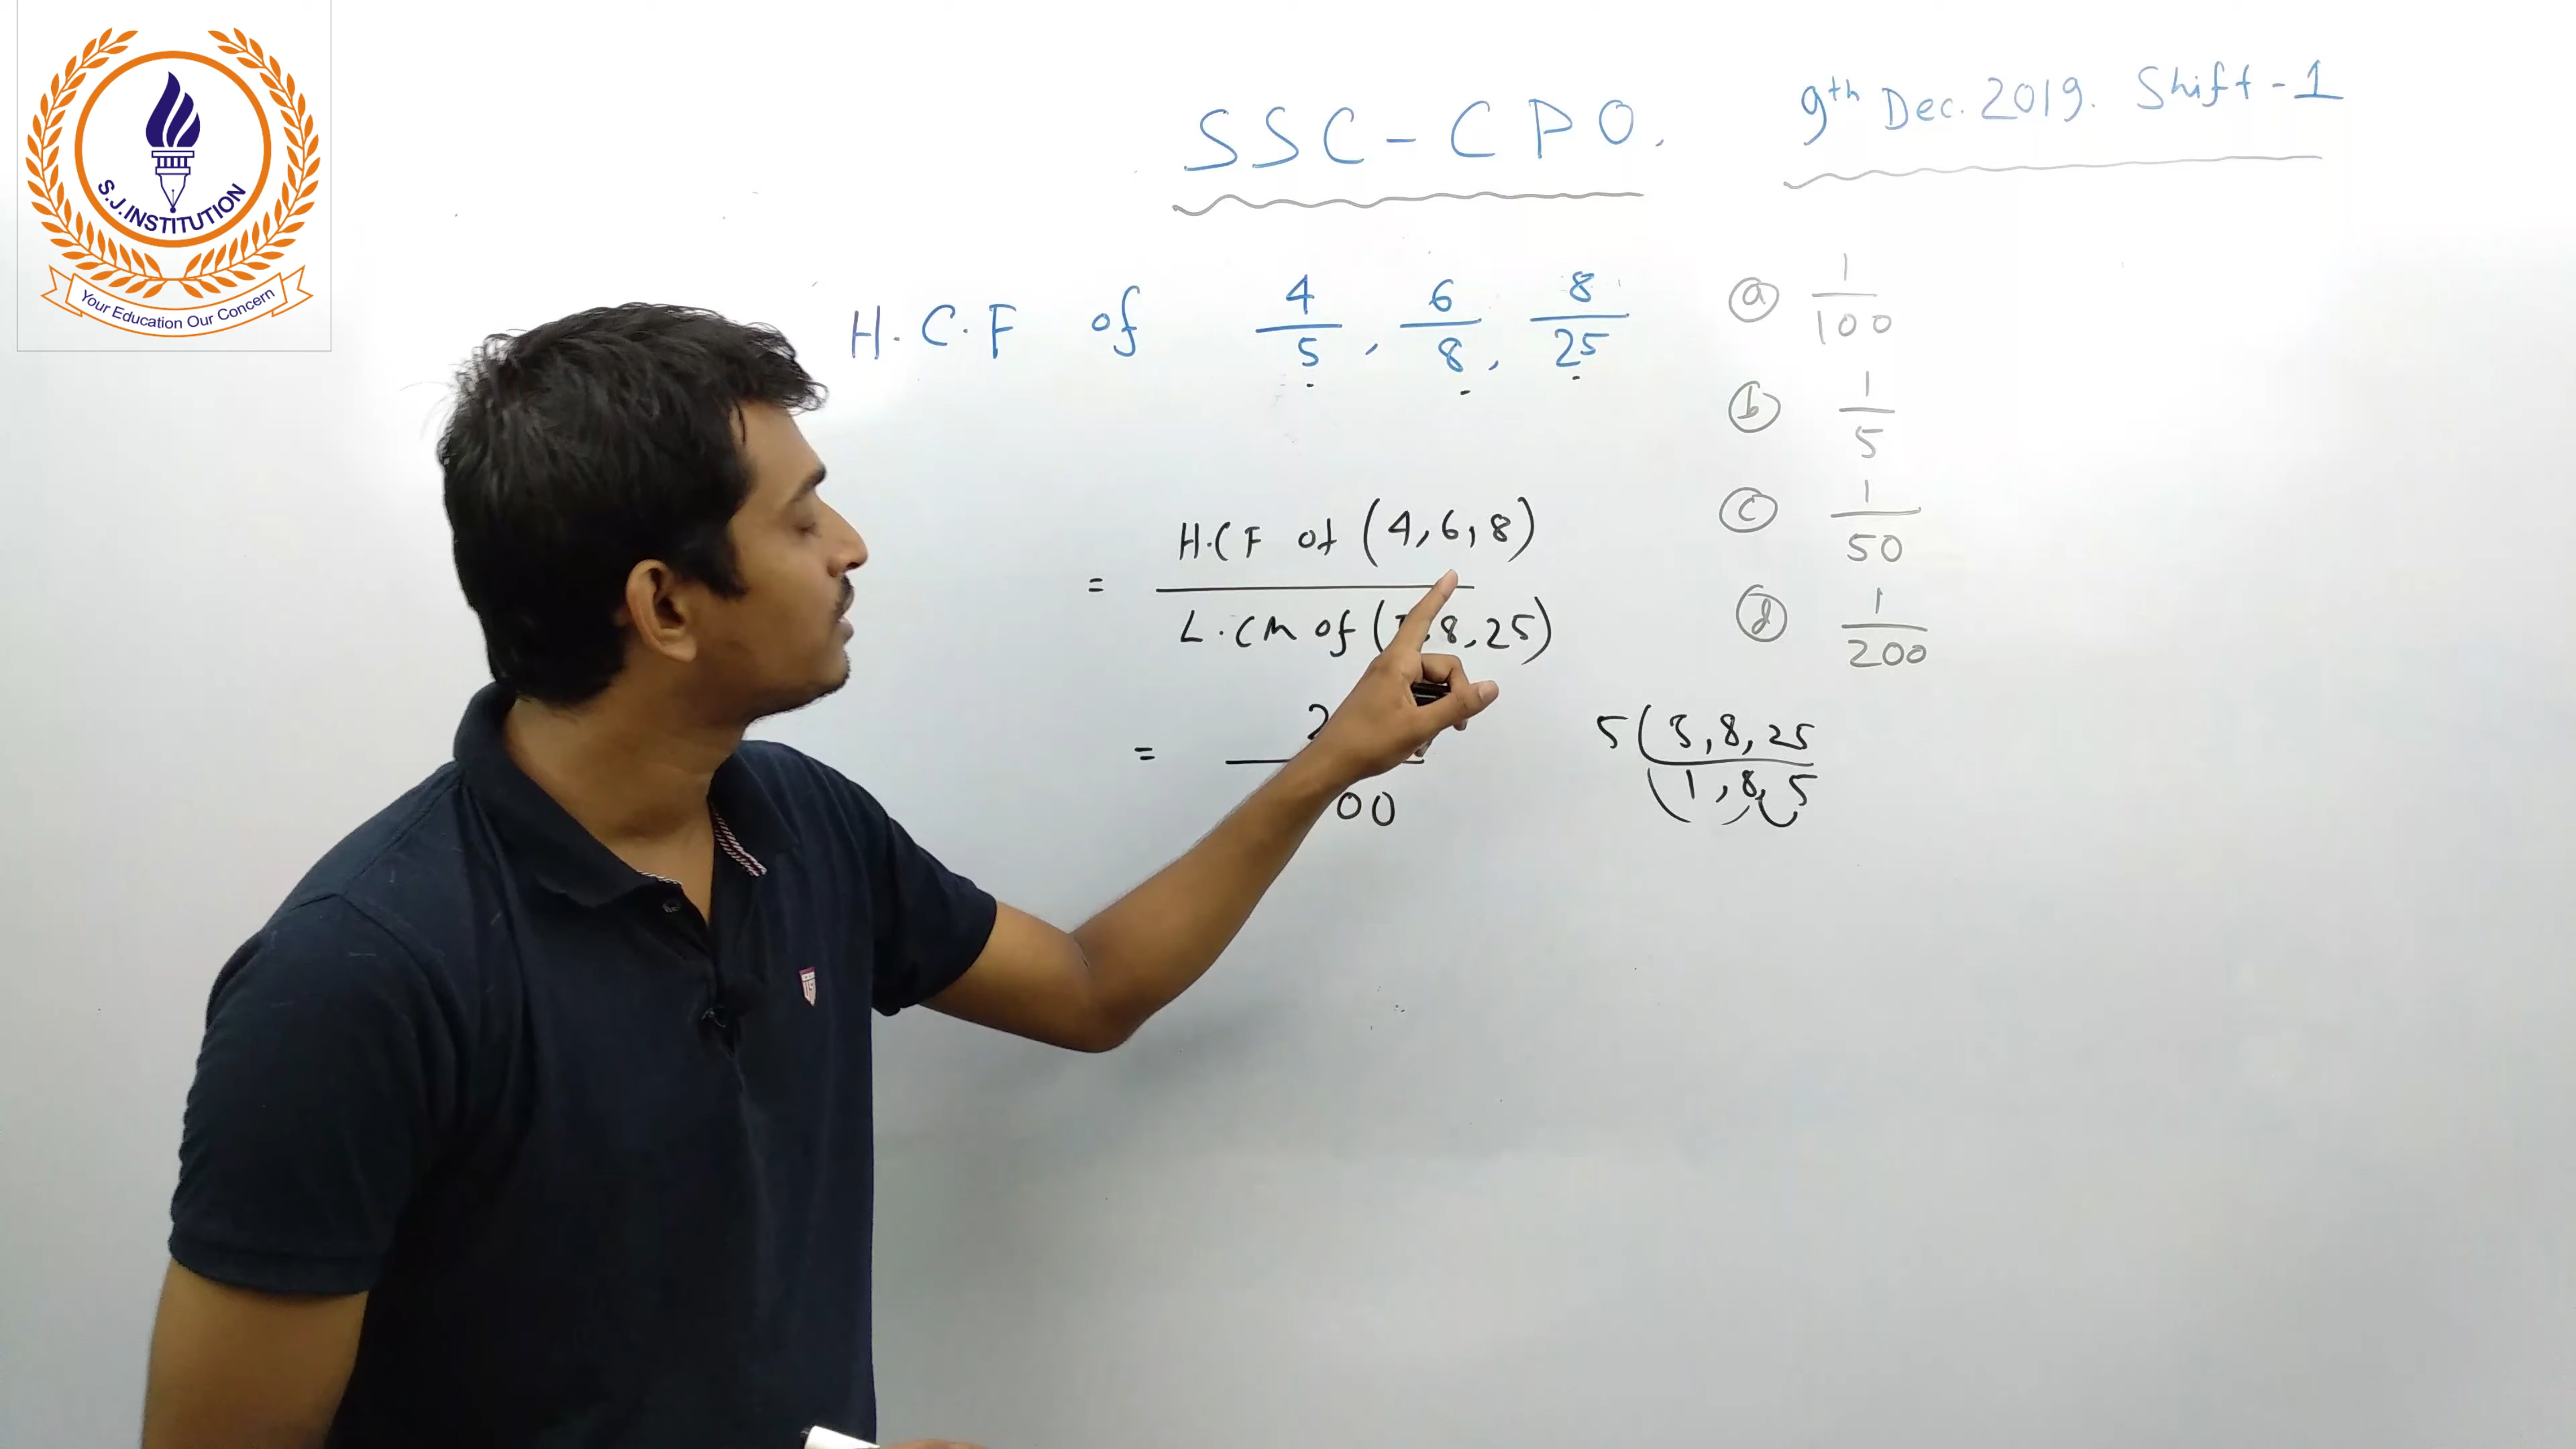 S.J.INSTITUTION
Your Education Our Concern
SSC-CPO.
9th Dec. 2019. Shift-1
H.C.F of 4/5, 6/8, 8/25
(a) 1/100
(b) 1/5
(c) 1/50
(d) 1/200
= H.C F of (4,6,8)
L.CM of ( ,8,25)
= 2
00
5(5,8,25
(1,8,5